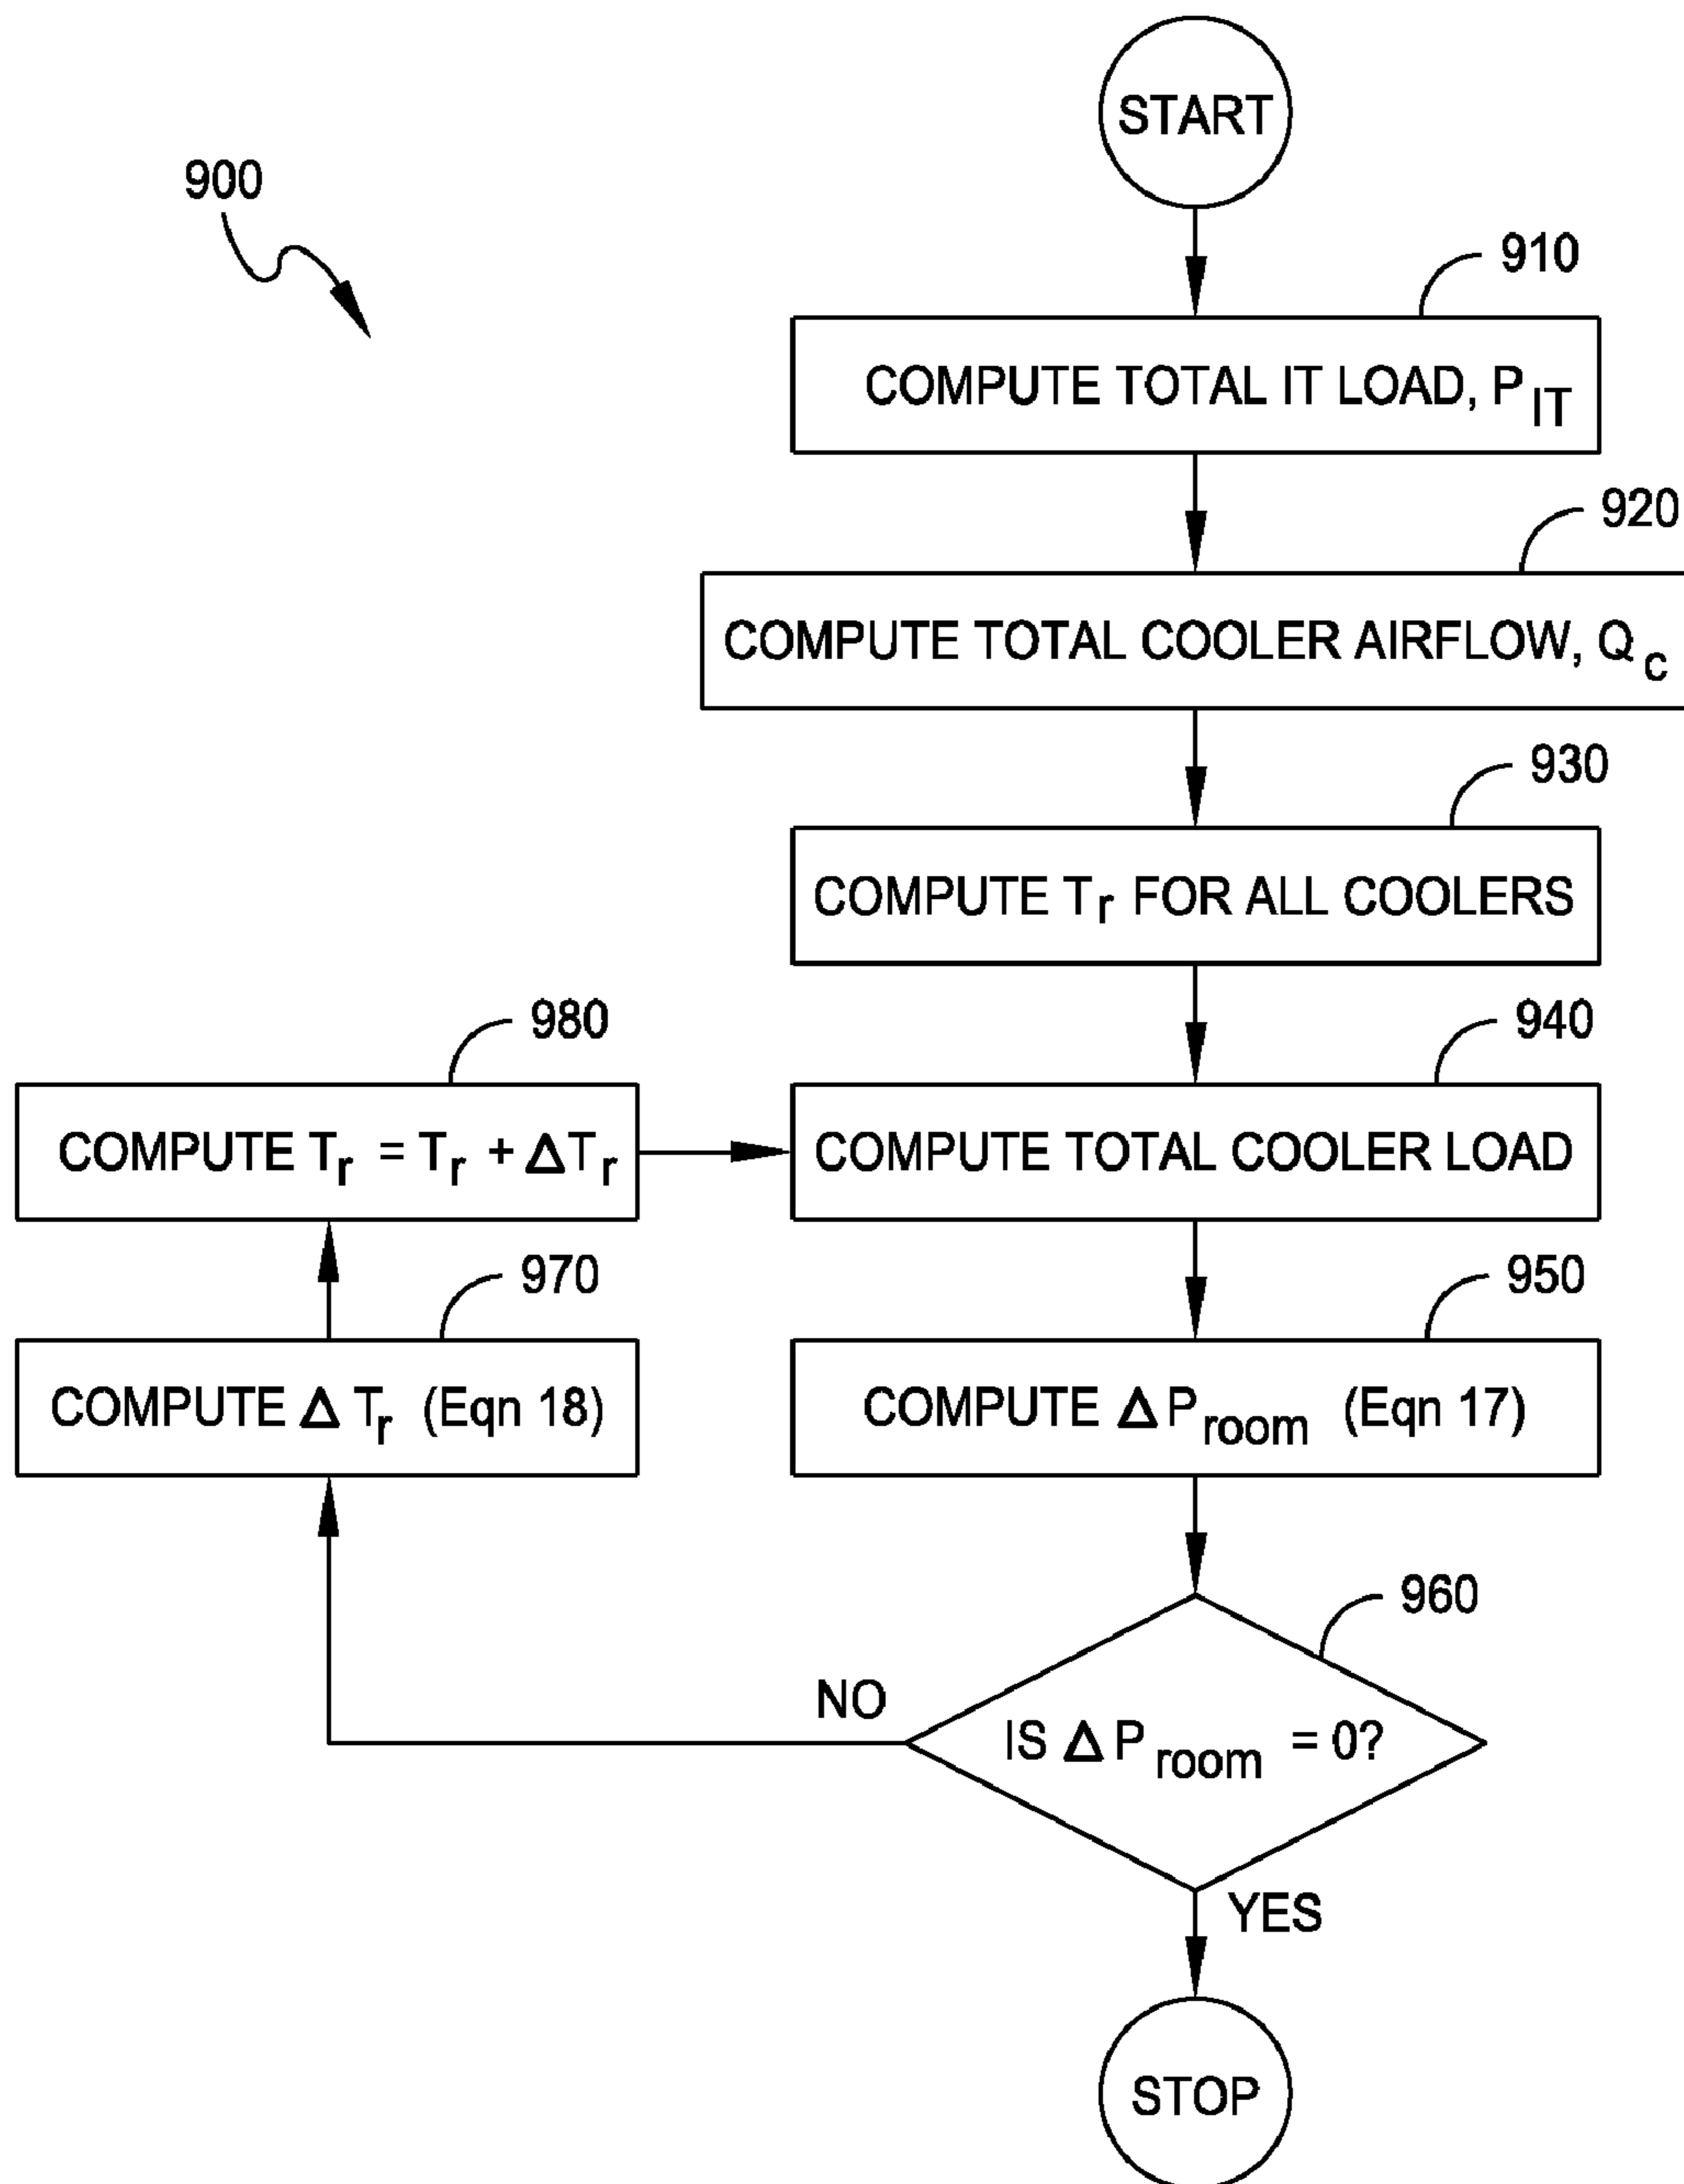 START
900
910
COMPUTE TOTAL IT LOAD, P IT
920
COMPUTE TOTAL COOLER AIRFLOW, Q c
930
COMPUTE T r FOR ALL COOLERS
980
940
COMPUTE T r = T r + Δ T r
COMPUTE TOTAL COOLER LOAD
970
950
COMPUTE Δ T r (Eqn 18)
COMPUTE Δ P room (Eqn 17)
960
NO
IS Δ P room = 0?
YES
STOP